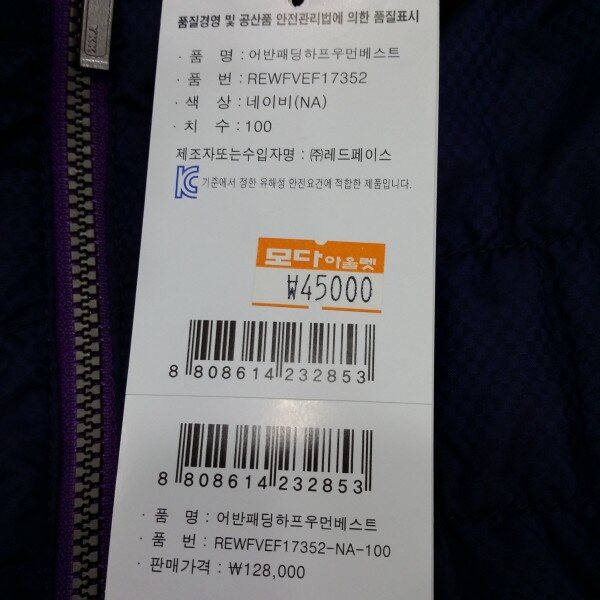 YKK
품질경영 및 공산품 안전관리법에 의한 품질표시
· 품 명 : 어반패딩하프우먼베스트
· 품 번 : REWFVEF17352
· 색 상 : 네이비(NA)
· 치 수 : 100
제조자또는수입자명 : ㈜레드페이스
KC 기준에서 정한 유해성 안전요건에 적합한 제품입니다.
모다아울렛
₩45000
8 808614 232853
8 808614 232853
· 품 명 : 어반패딩하프우먼베스트
· 품 번 : REWFVEF17352-NA-100
· 판매가격 : ₩128,000